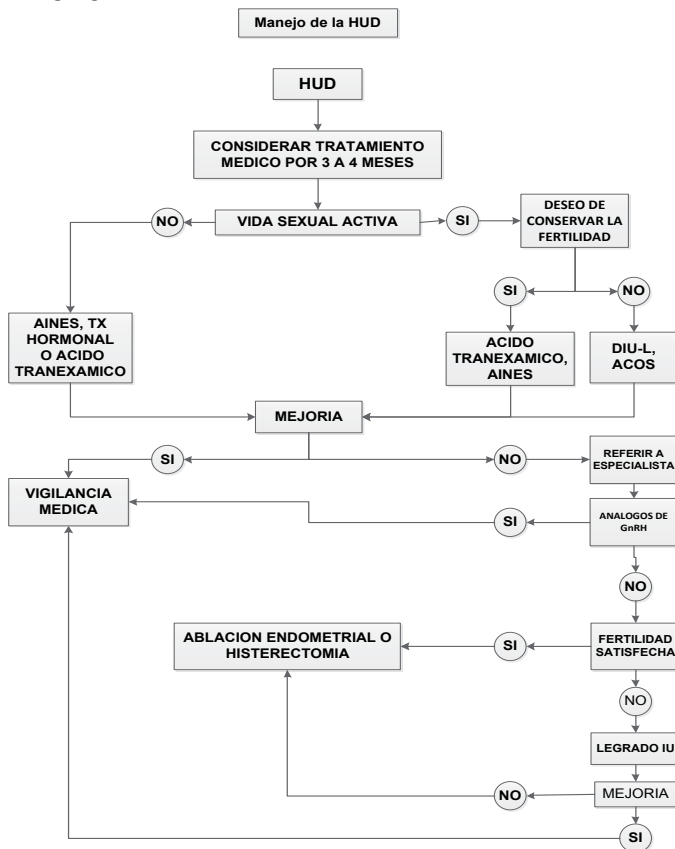 Manejo de la HUD
HUD
CONSIDERAR TRATAMIENTO
MEDICO POR 3 A 4 MESES
NO
VIDA SEXUAL ACTIVA
SI
DESEO DE
CONSERVAR LA
FERTILIDAD
SI
NO
AINES, TX
HORMONAL
O ACIDO
TRANEXAMICO
ACIDO
TRANEXAMICO,
AINES
DIU-L,
ACOS
MEJORIA
SI
NO
REFERIR A
ESPECIALISTA
VIGILANCIA
MEDICA
SI
ANALOGOS DE
GnRH
NO
ABLACION ENDOMETRIAL O
HISTERECTOMIA
SI
FERTILIDAD
SATISFECHA
NO
LEGRADO IU
NO
MEJORIA
SI